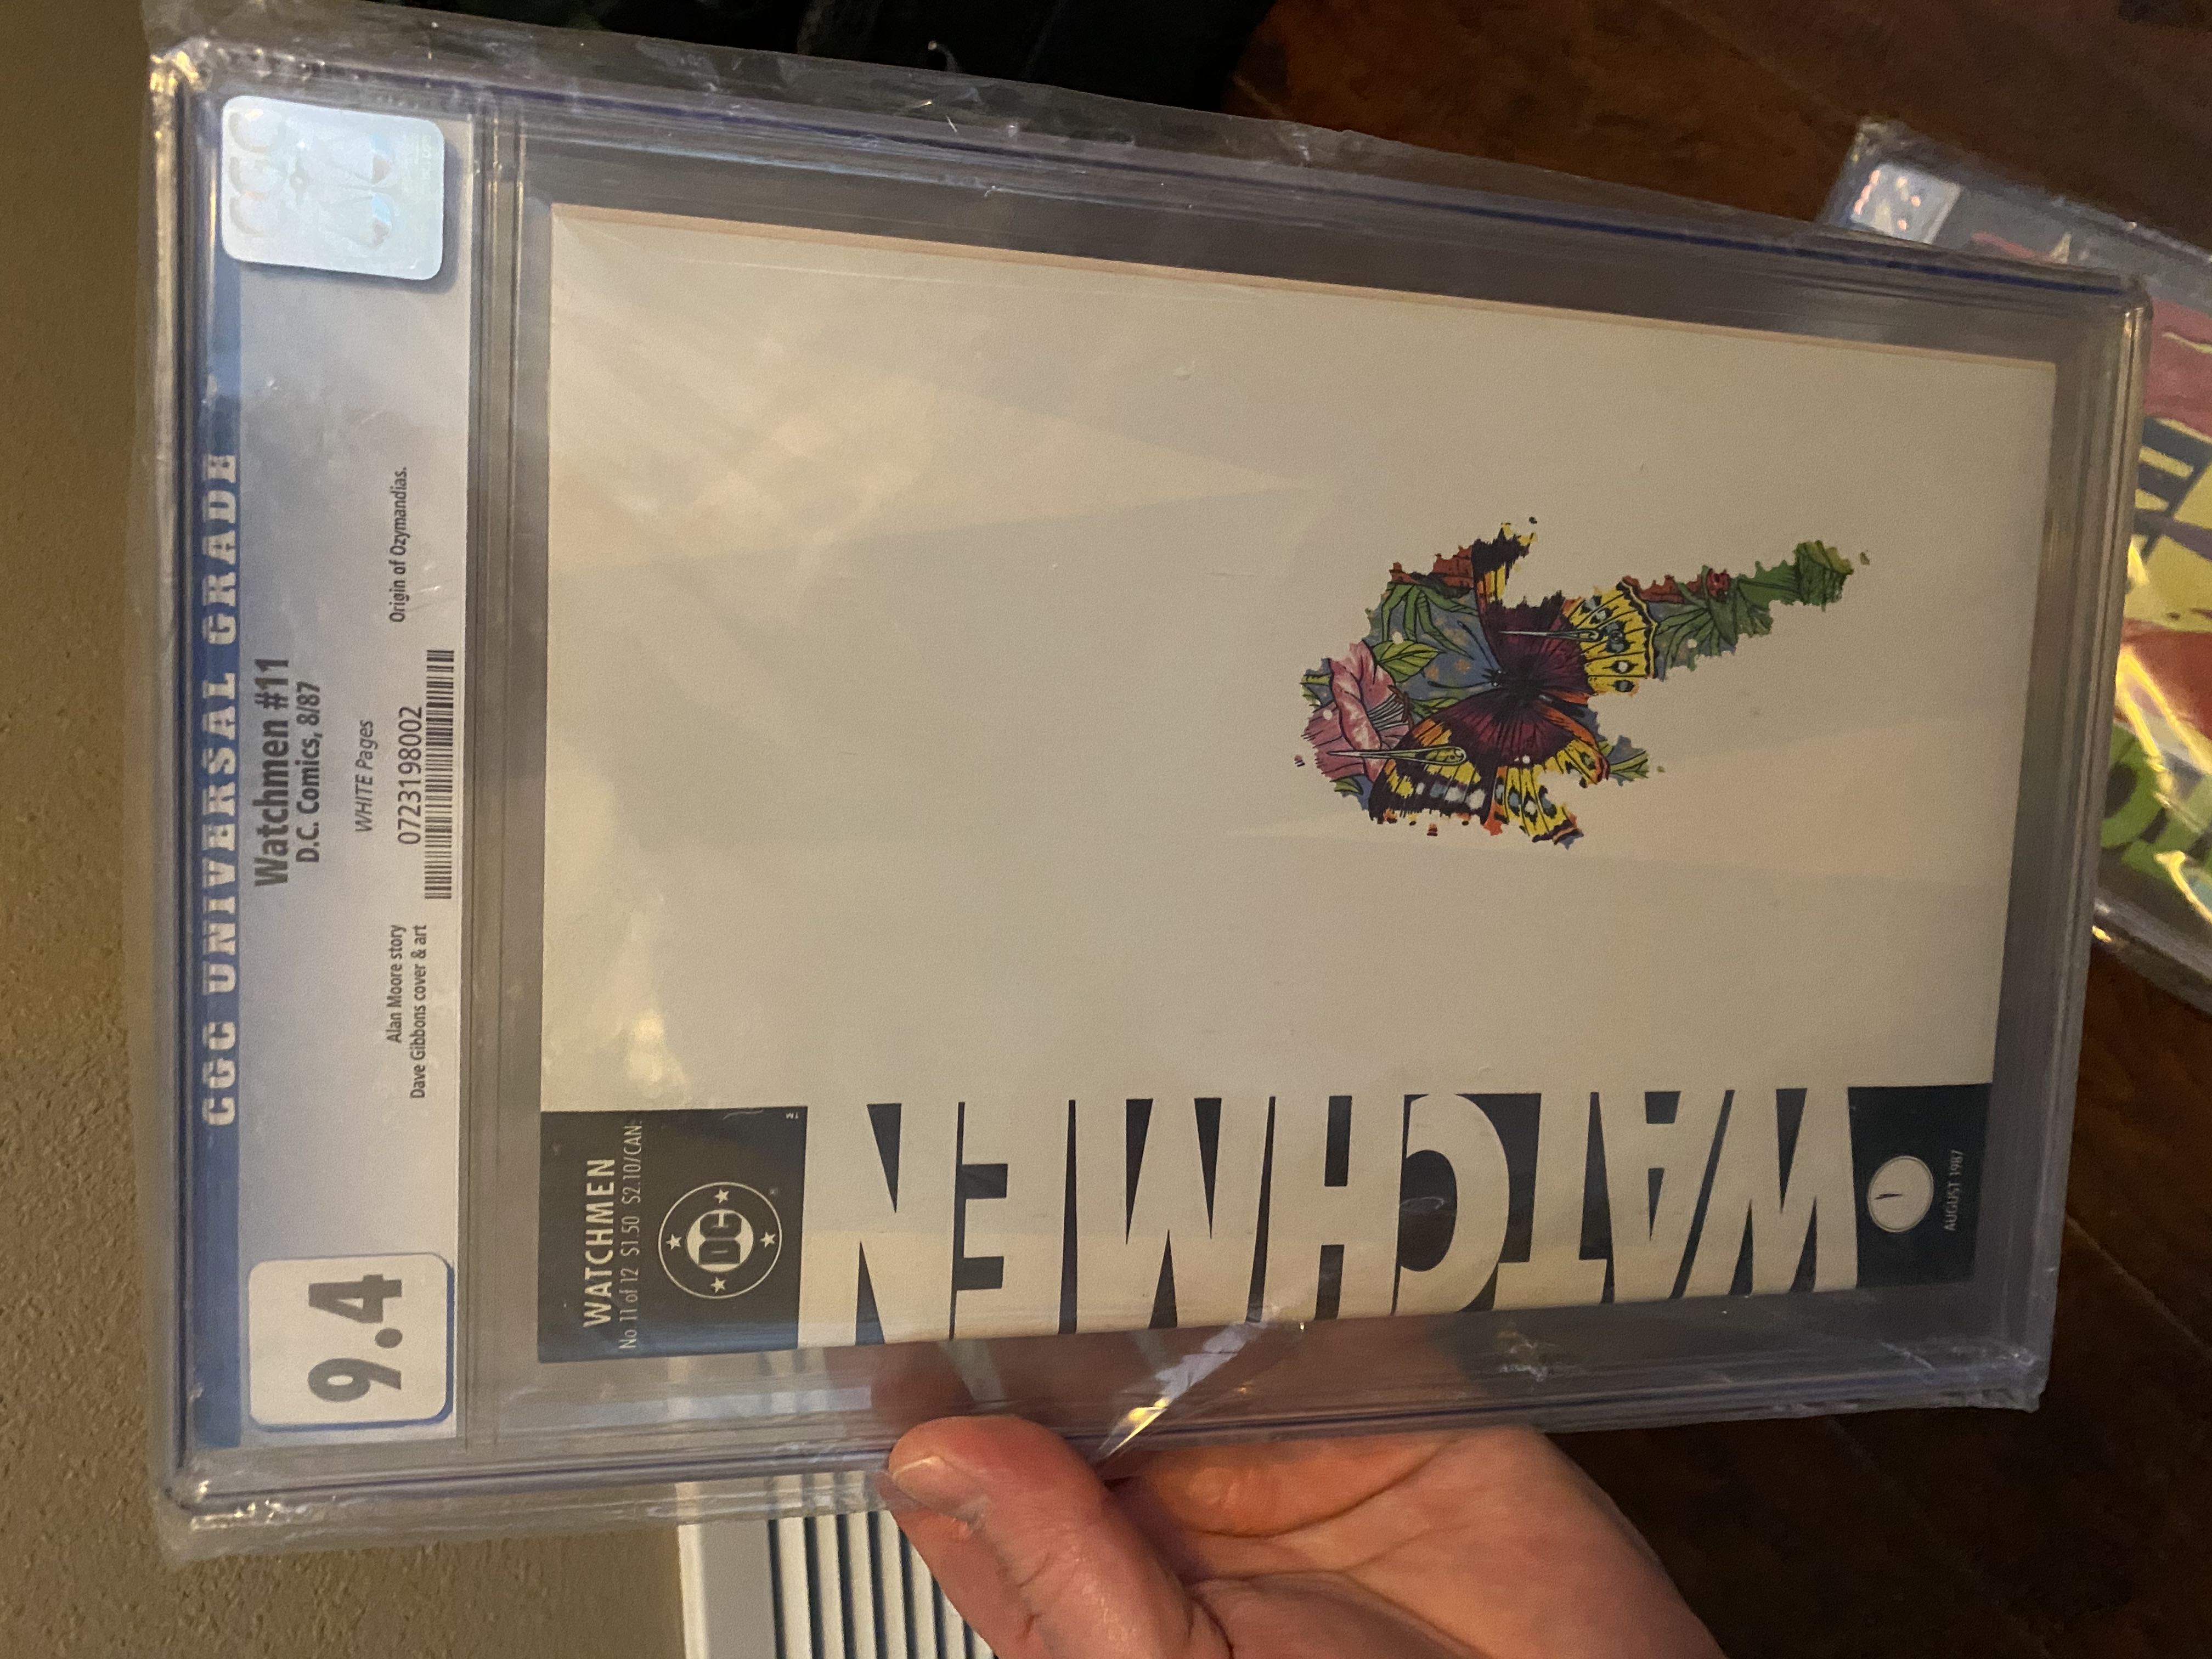 CGC UNIVERSAL GRADE
9.4
Watchmen #11
D.C. Comics, 8/87
WHITE Pages
Alan Moore story
Dave Gibbons cover & art
0723198002
Origin of Ozymandias.
CGC
WATCHMEN
No 11 of 12 $1.50 $2.10/CAN.
DC
WATCHMEN
AUGUST 1987